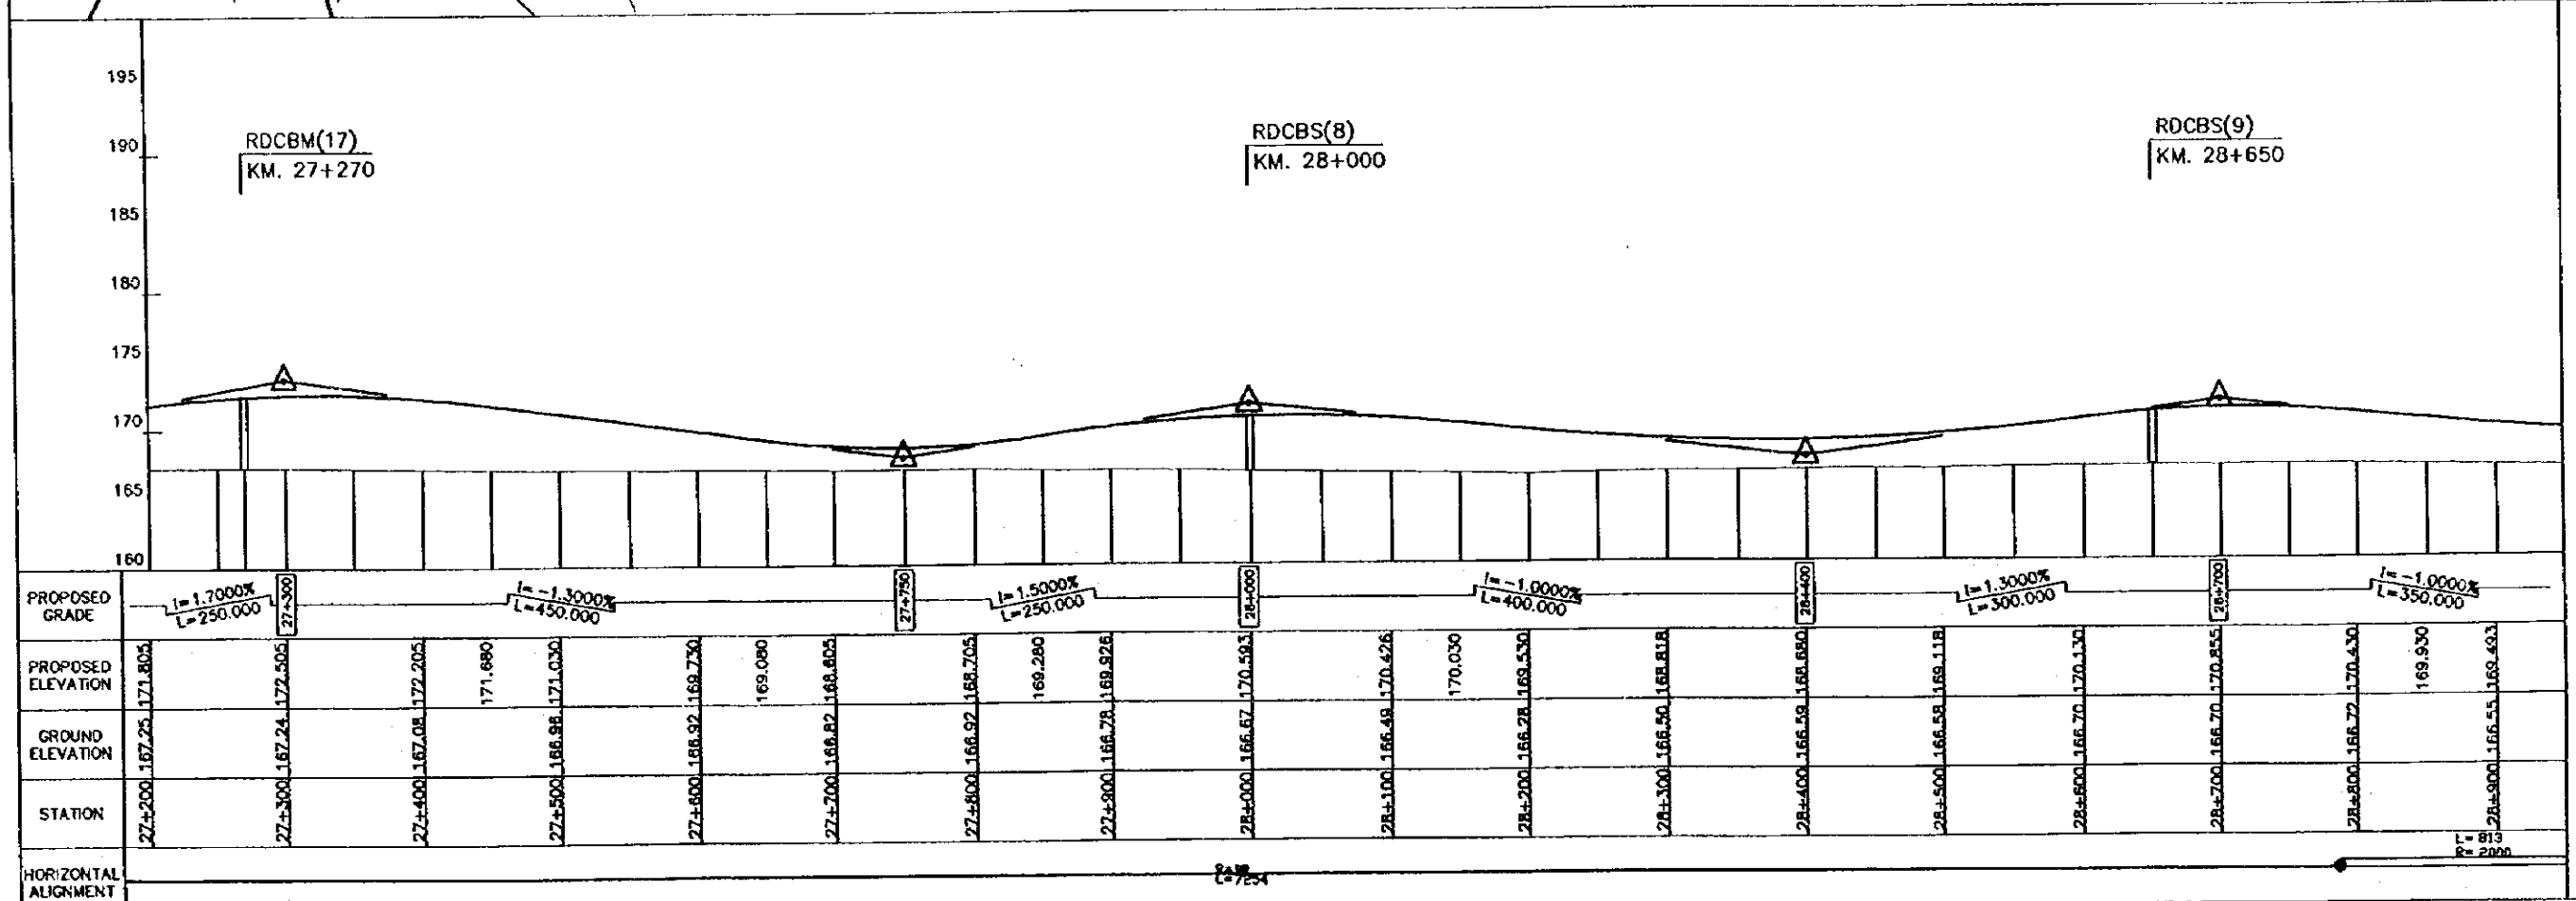 195
190
185
180
175
170
165
160
RDCBM(17)
KM. 27+270
RDCBS(8)
KM. 28+000
RDCBS(9)
KM. 28+650
PROPOSED
GRADE
I= 1.7000%
L=250.000
27+300
I= -1.3000%
L=450.000
27+750
I= 1.5000%
L=250.000
28+000
I= -1.0000%
L=400.000
28+400
I= 1.3000%
L=300.000
28+700
I= -1.0000%
L=350.000
PROPOSED
ELEVATION
171.805
172.505
172.205
171.680
171.030
169.730
169.080
168.605
168.705
169.280
169.926
170.593
170.426
170.030
169.530
168.818
168.680
169.118
170.130
170.855
170.430
169.930
169.493
GROUND
ELEVATION
167.25
167.24
167.08
166.98
166.92
166.82
166.92
166.78
166.67
166.49
166.28
166.50
166.59
166.58
166.70
166.70
166.72
166.55
STATION
27+200
27+300
27+400
27+500
27+600
27+700
27+800
27+900
28+000
28+100
28+200
28+300
28+400
28+500
28+600
28+700
28+800
28+900
HORIZONTAL
ALIGNMENT
L=7254
L= 813
R= 2000